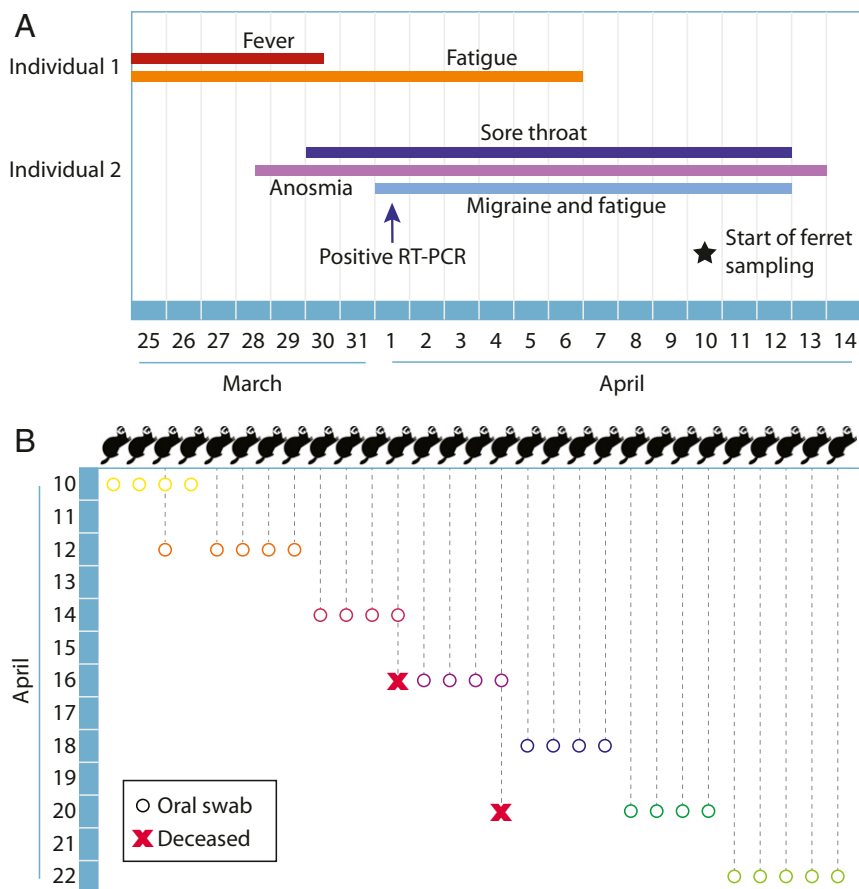 A
Fever
Individual 1
Fatigue
Sore throat
Individual 2
Anosmia
Migraine and fatigue
Positive RT-PCR
Start of ferret
sampling
25 26 27 28 29 30 31 1 2 3 4 5 6 7 8 9 10 11 12 13 14
March April
B
10
11
12
13
14
15
16
17
18
19
20
21
22
April
Oral swab
Deceased